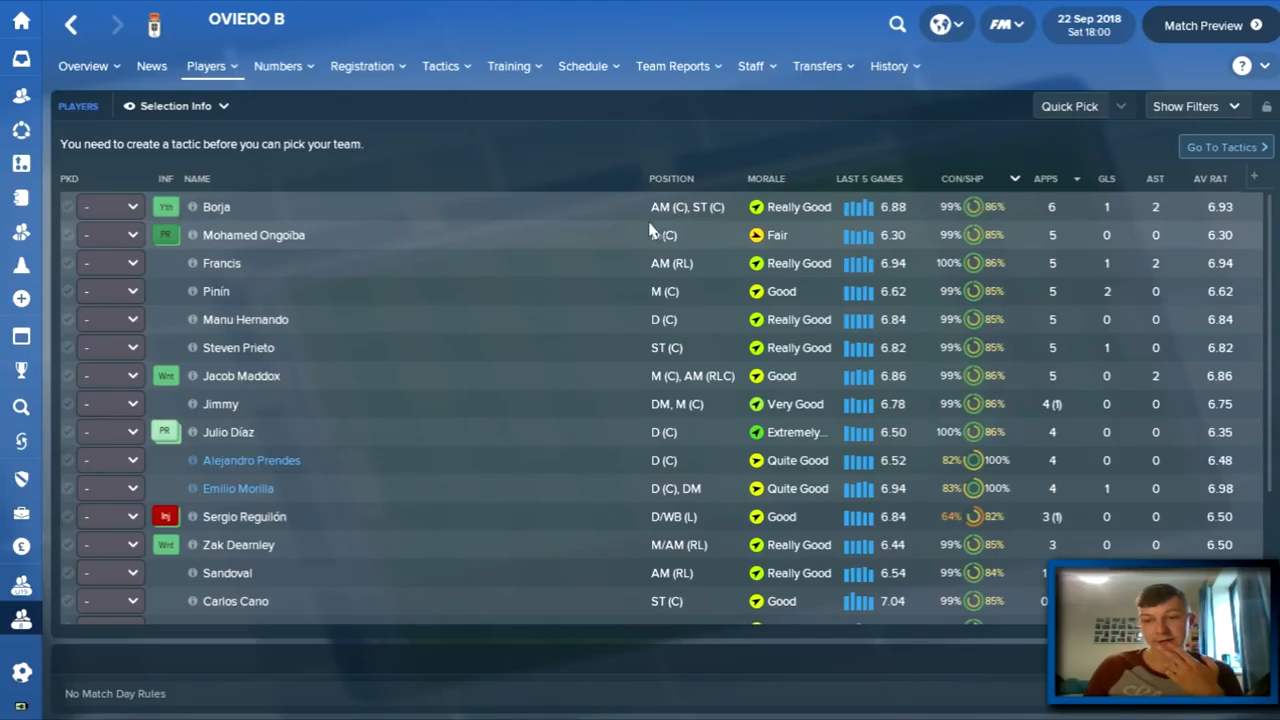 OVIEDO B
FM
22 Sep 2018
Sat 18:00
Match Preview
Overview News Players Numbers Registration Tactics Training Schedule Team Reports Staff Transfers History ?
PLAYERS Selection Info Quick Pick Show Filters
You need to create a tactic before you can pick your team. Go To Tactics
PKD INF NAME POSITION MORALE LAST 5 GAMES CON/SHP APPS GLS AST AV RAT
- Yth Borja AM (C), ST (C) Really Good 6.88 99% 86% 6 1 2 6.93
- PR Mohamed Ongoïba (C) Fair 6.30 99% 85% 5 0 0 6.30
- Francis AM (RL) Really Good 6.94 100% 86% 5 1 2 6.94
- Pinín M (C) Good 6.62 99% 85% 5 2 0 6.62
- Manu Hernando D (C) Really Good 6.84 99% 85% 5 0 0 6.84
- Steven Prieto ST (C) Really Good 6.82 99% 85% 5 1 0 6.82
- Wnt Jacob Maddox M (C), AM (RLC) Good 6.86 99% 86% 5 0 2 6.86
- Jimmy DM, M (C) Very Good 6.78 99% 86% 4 (1) 0 0 6.75
- PR Julio Díaz D (C) Extremely... 6.50 100% 86% 4 0 0 6.35
- Alejandro Prendes D (C) Quite Good 6.52 82% 100% 4 0 0 6.48
- Emilio Morilla D (C), DM Quite Good 6.94 83% 100% 4 1 0 6.98
- Inj Sergio Reguilón D/WB (L) Good 6.84 64% 82% 3 (1) 0 0 6.50
- Wnt Zak Dearnley M/AM (RL) Really Good 6.44 99% 85% 3 0 0 6.50
- Sandoval AM (RL) Really Good 6.54 99% 84%
- Carlos Cano ST (C) Good 7.04 99% 85%
U19
B
No Match Day Rules